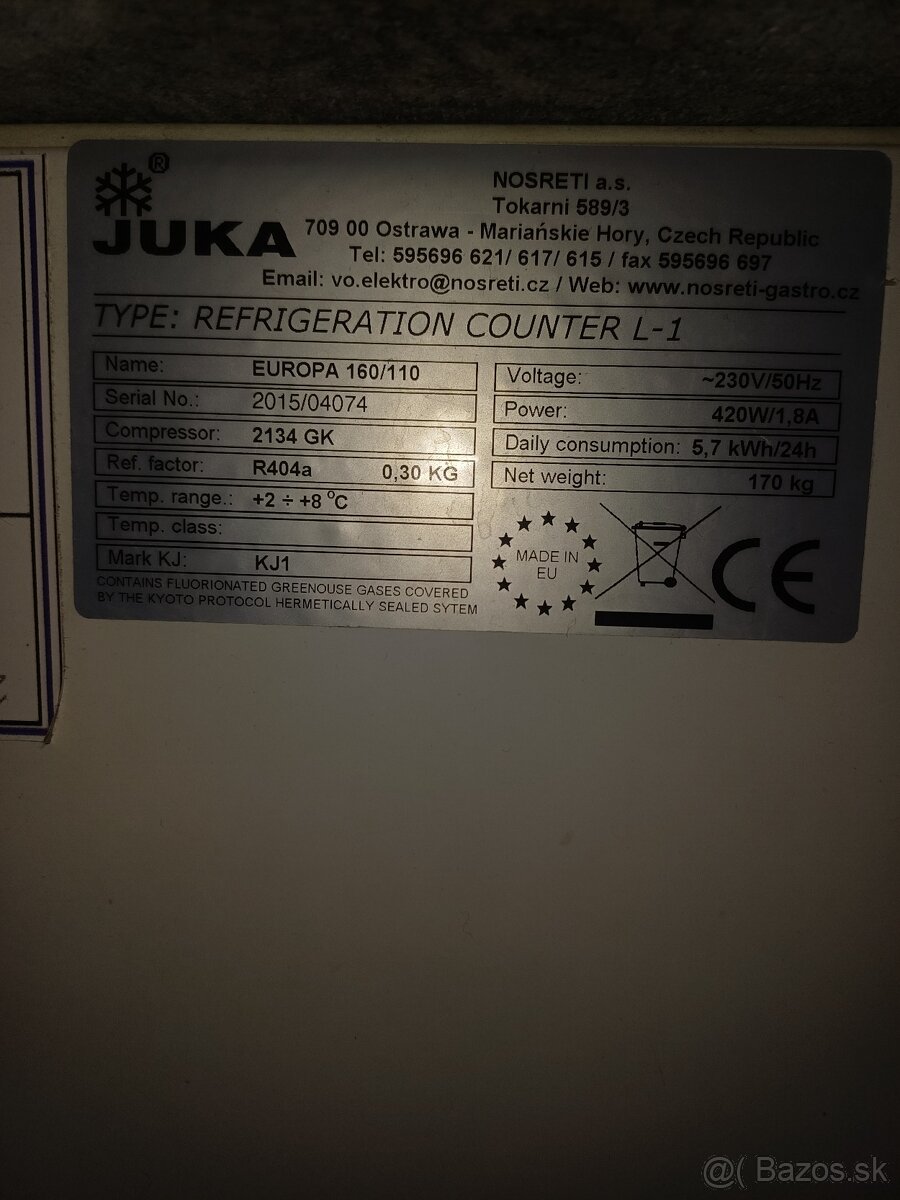 ®
JUKA
NOSRETI a.s.
Tokarni 589/3
709 00 Ostrawa - Mariańskie Hory, Czech Republic
Tel: 595696 621/ 617/ 615 / fax 595696 697
Email: vo.elektro@nosreti.cz / Web: www.nosreti-gastro.cz
TYPE: REFRIGERATION COUNTER L-1
Name: EUROPA 160/110
Serial No.: 2015/04074
Compressor: 2134 GK
Ref. factor: R404a 0,30 KG
Temp. range.: +2 ÷ +8 °C
Temp. class:
Mark KJ: KJ1
CONTAINS FLUORIONATED GREENOUSE GASES COVERED
BY THE KYOTO PROTOCOL HERMETICALLY SEALED SYTEM
Voltage: ~230V/50Hz
Power: 420W/1,8A
Daily consumption: 5,7 kWh/24h
Net weight: 170 kg
MADE IN
EU
CE
@( Bazos.sk